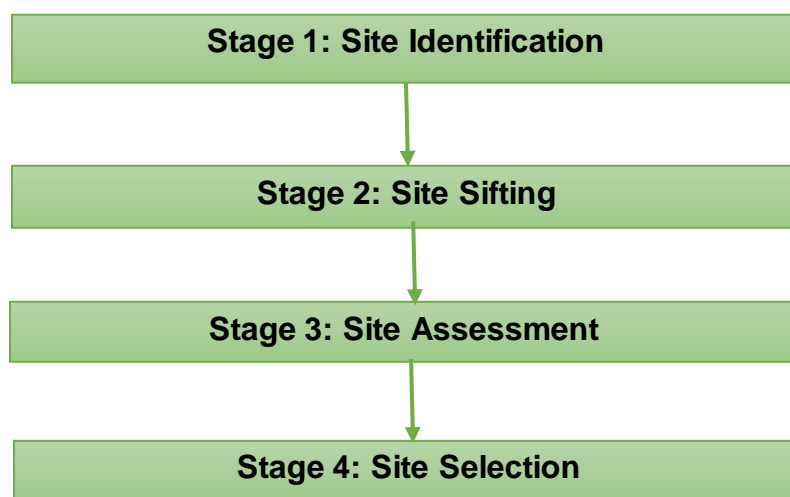 Stage 1: Site Identification
Stage 2: Site Sifting
Stage 3: Site Assessment
Stage 4: Site Selection